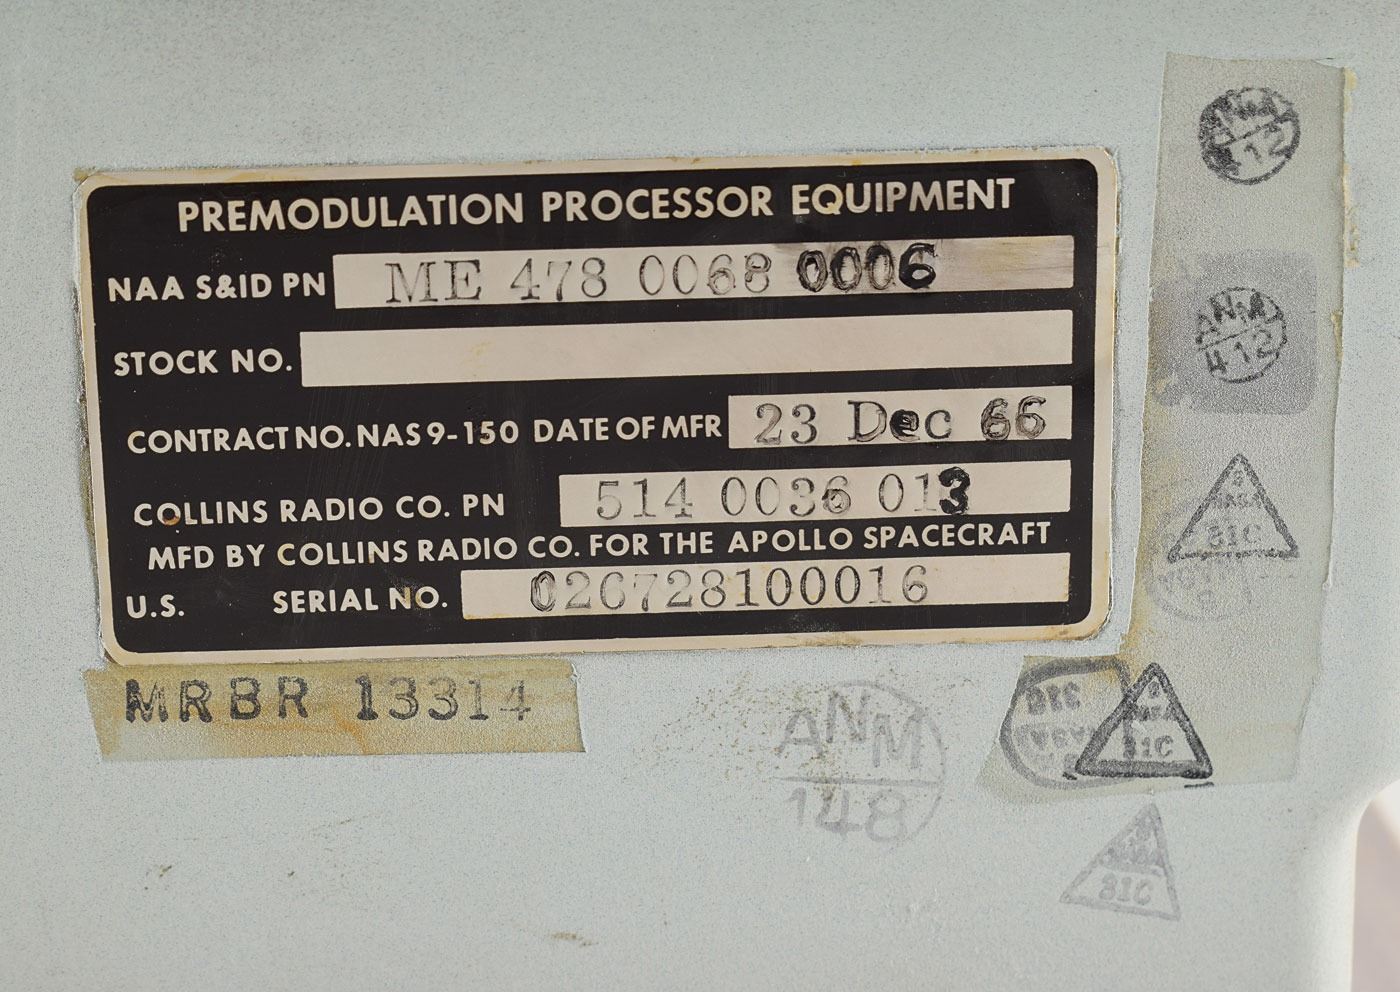 PREMODULATION PROCESSOR EQUIPMENT
NAA S&ID PN ME 478 0068 0006
STOCK NO.
CONTRACT NO. NAS 9-150 DATE OF MFR 23 Dec 66
COLLINS RADIO CO. PN 514 0036 013
MFD BY COLLINS RADIO CO. FOR THE APOLLO SPACECRAFT
U.S. SERIAL NO. 026728100016
MRBR 13314
ANM
412
ANM
148
31C
31C